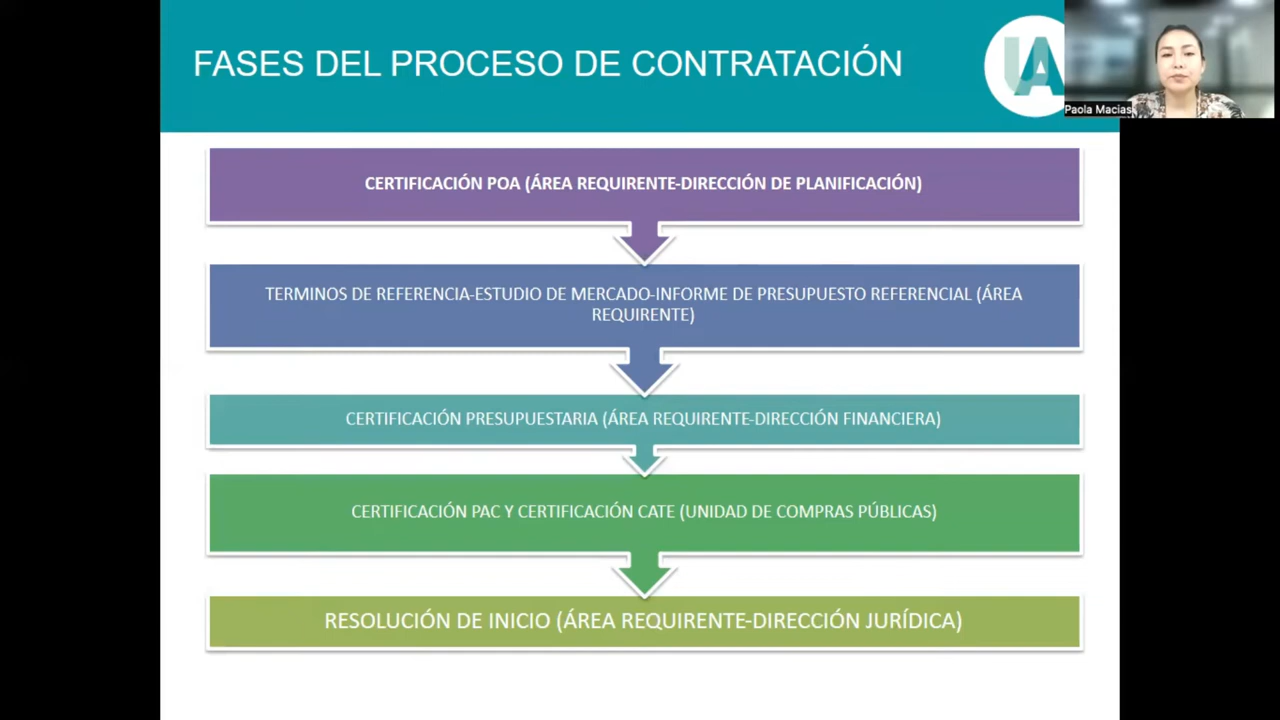 FASES DEL PROCESO DE CONTRATACIÓN
UA
Paola Macias
CERTIFICACIÓN POA (ÁREA REQUIRENTE-DIRECCIÓN DE PLANIFICACIÓN)
TERMINOS DE REFERENCIA-ESTUDIO DE MERCADO-INFORME DE PRESUPUESTO REFERENCIAL (ÁREA
REQUIRENTE)
CERTIFICACIÓN PRESUPUESTARIA (ÁREA REQUIRENTE-DIRECCIÓN FINANCIERA)
CERTIFICACIÓN PAC Y CERTIFICACIÓN CATE (UNIDAD DE COMPRAS PÚBLICAS)
RESOLUCIÓN DE INICIO (ÁREA REQUIRENTE-DIRECCIÓN JURÍDICA)